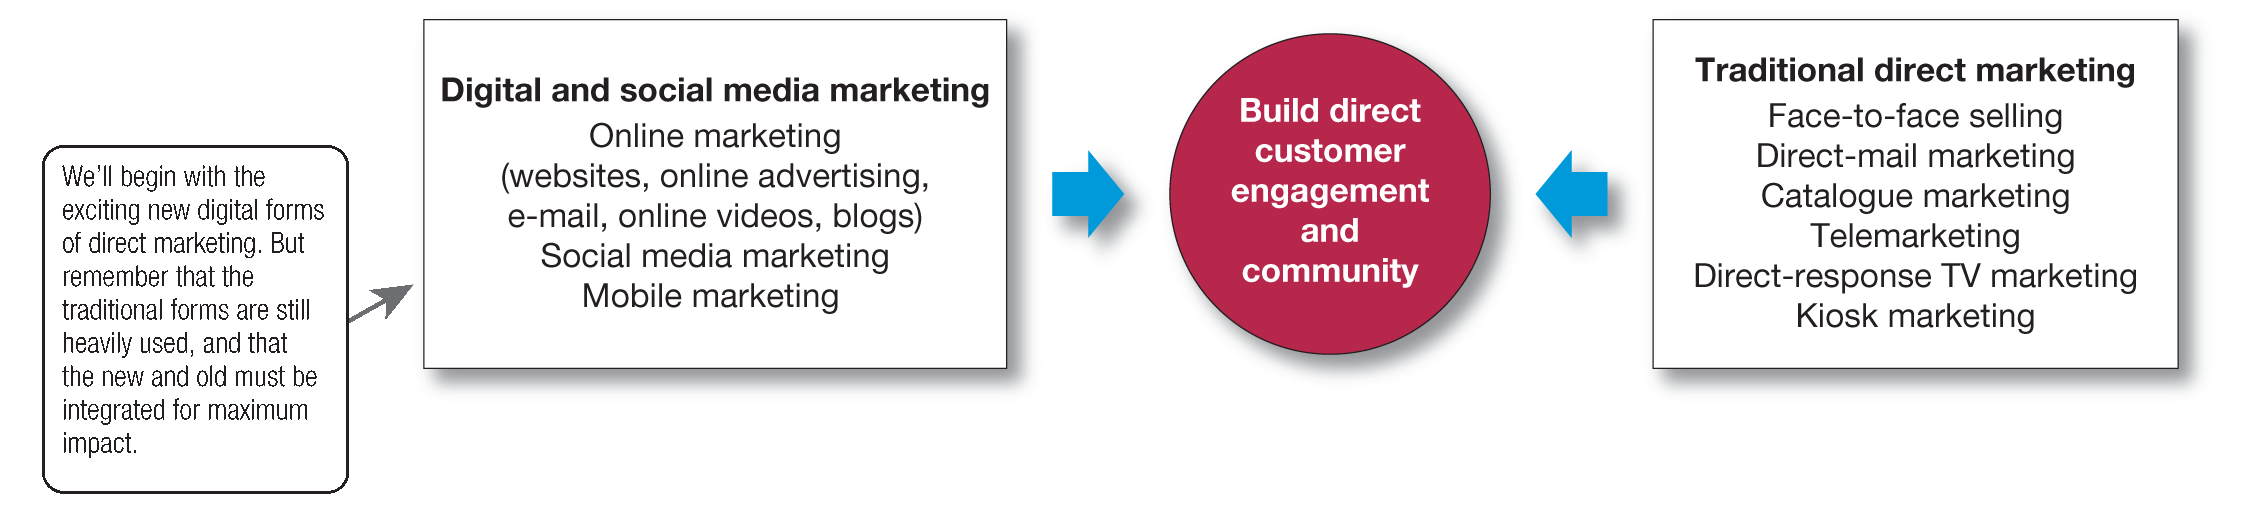 We’ll begin with the
exciting new digital forms
of direct marketing. But
remember that the
traditional forms are still
heavily used, and that
the new and old must be
integrated for maximum
impact.
Digital and social media marketing
Online marketing
(websites, online advertising,
e-mail, online videos, blogs)
Social media marketing
Mobile marketing
Build direct
customer
engagement
and
community
Traditional direct marketing
Face-to-face selling
Direct-mail marketing
Catalogue marketing
Telemarketing
Direct-response TV marketing
Kiosk marketing